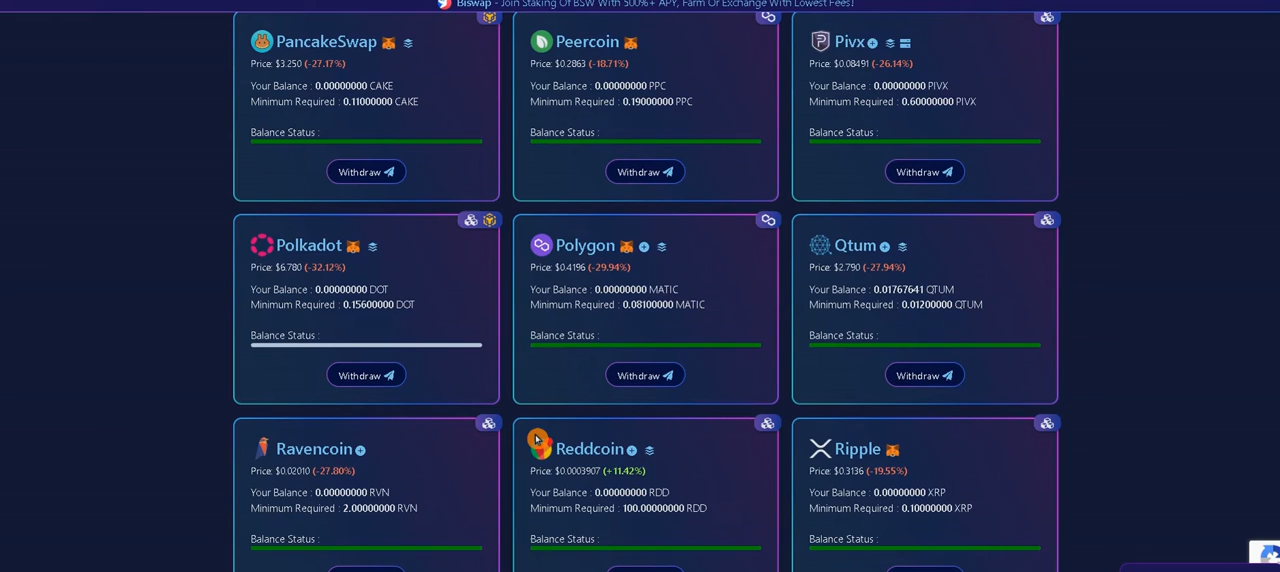 Biswap - Join Staking Of BSW With 500%+ APY, Farm Or Exchange With Lowest Fees!
PancakeSwap
Price: $3.250 (-27.17%)
Your Balance : 0.00000000 CAKE
Minimum Required : 0.11000000 CAKE
Balance Status :
Withdraw
Peercoin
Price: $0.2863 (-18.71%)
Your Balance : 0.00000000 PPC
Minimum Required : 0.19000000 PPC
Balance Status :
Withdraw
Pivx
Price: $0.08491 (-26.14%)
Your Balance : 0.00000000 PIVX
Minimum Required : 0.60000000 PIVX
Balance Status :
Withdraw
Polkadot
Price: $6.780 (-32.12%)
Your Balance : 0.00000000 DOT
Minimum Required : 0.15600000 DOT
Balance Status :
Withdraw
Polygon
Price: $0.4196 (-29.94%)
Your Balance : 0.00000000 MATIC
Minimum Required : 0.08100000 MATIC
Balance Status :
Withdraw
Qtum
Price: $2.790 (-27.94%)
Your Balance : 0.01767641 QTUM
Minimum Required : 0.01200000 QTUM
Balance Status :
Withdraw
Ravencoin
Price: $0.02010 (-27.80%)
Your Balance : 0.00000000 RVN
Minimum Required : 2.00000000 RVN
Balance Status :
Reddcoin
Price: $0.0003907 (+11.42%)
Your Balance : 0.00000000 RDD
Minimum Required : 100.00000000 RDD
Balance Status :
Ripple
Price: $0.3136 (-19.55%)
Your Balance : 0.00000000 XRP
Minimum Required : 0.10000000 XRP
Balance Status :